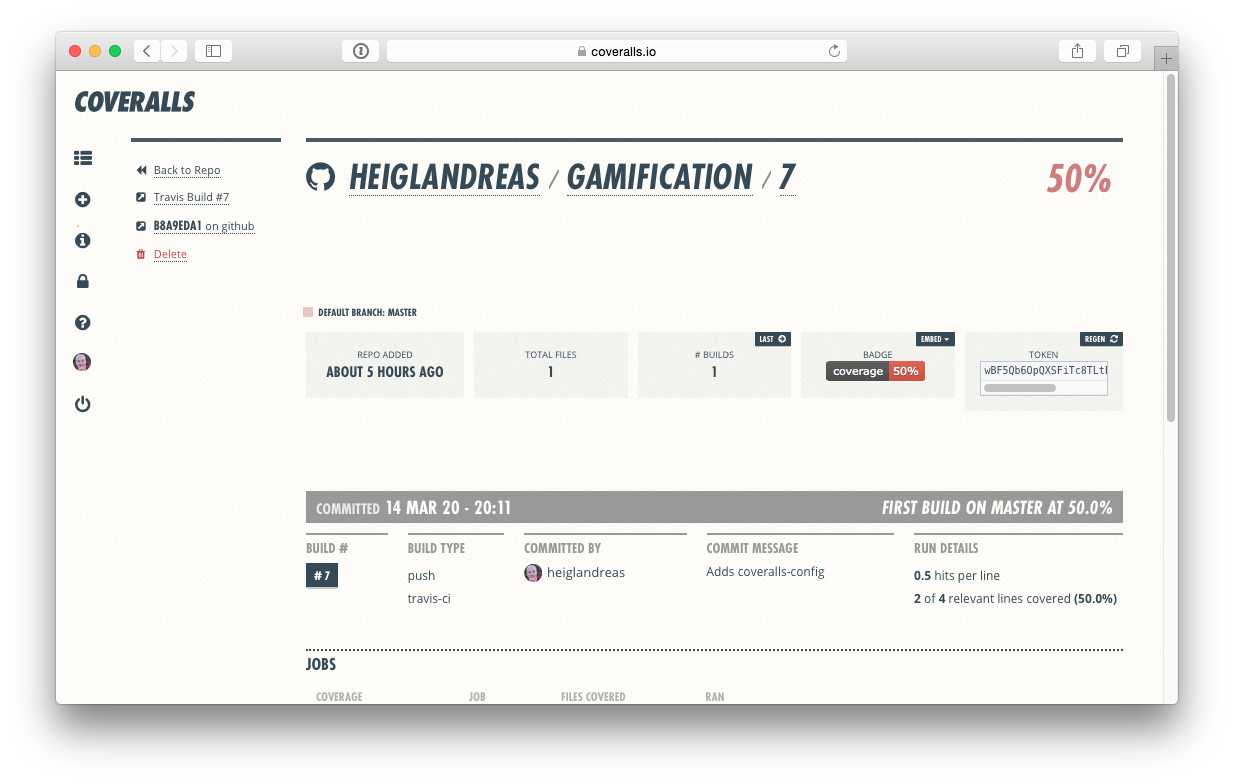 coveralls.io
COVERALLS
Back to Repo
Travis Build #7
B8A9EDA1 on github
Delete
HEIGLANDREAS / GAMIFICATION / 7
50%
DEFAULT BRANCH: MASTER
REPO ADDED
ABOUT 5 HOURS AGO
TOTAL FILES
1
LAST
# BUILDS
1
EMBED
BADGE
coverage 50%
REGEN
TOKEN
wBF5Qb6OpQXSFiTc8TLt
COMMITTED 14 MAR 20 - 20:11
FIRST BUILD ON MASTER AT 50.0%
BUILD #
# 7
BUILD TYPE
push
travis-ci
COMMITTED BY
heiglandreas
COMMIT MESSAGE
Adds coveralls-config
RUN DETAILS
0.5 hits per line
2 of 4 relevant lines covered (50.0%)
JOBS
COVERAGE JOB FILES COVERED RAN